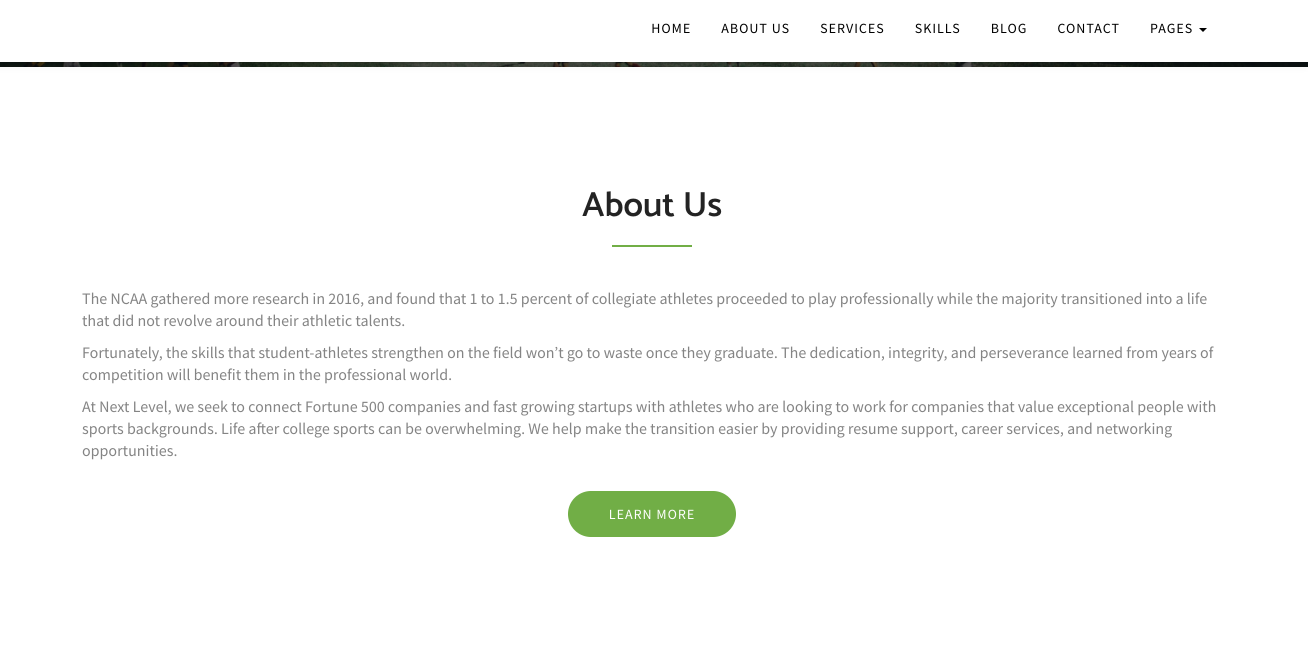 HOME ABOUT US SERVICES SKILLS BLOG CONTACT PAGES
About Us
The NCAA gathered more research in 2016, and found that 1 to 1.5 percent of collegiate athletes proceeded to play professionally while the majority transitioned into a life
that did not revolve around their athletic talents.
Fortunately, the skills that student-athletes strengthen on the field won’t go to waste once they graduate. The dedication, integrity, and perseverance learned from years of
competition will benefit them in the professional world.
At Next Level, we seek to connect Fortune 500 companies and fast growing startups with athletes who are looking to work for companies that value exceptional people with
sports backgrounds. Life after college sports can be overwhelming. We help make the transition easier by providing resume support, career services, and networking
opportunities.
LEARN MORE